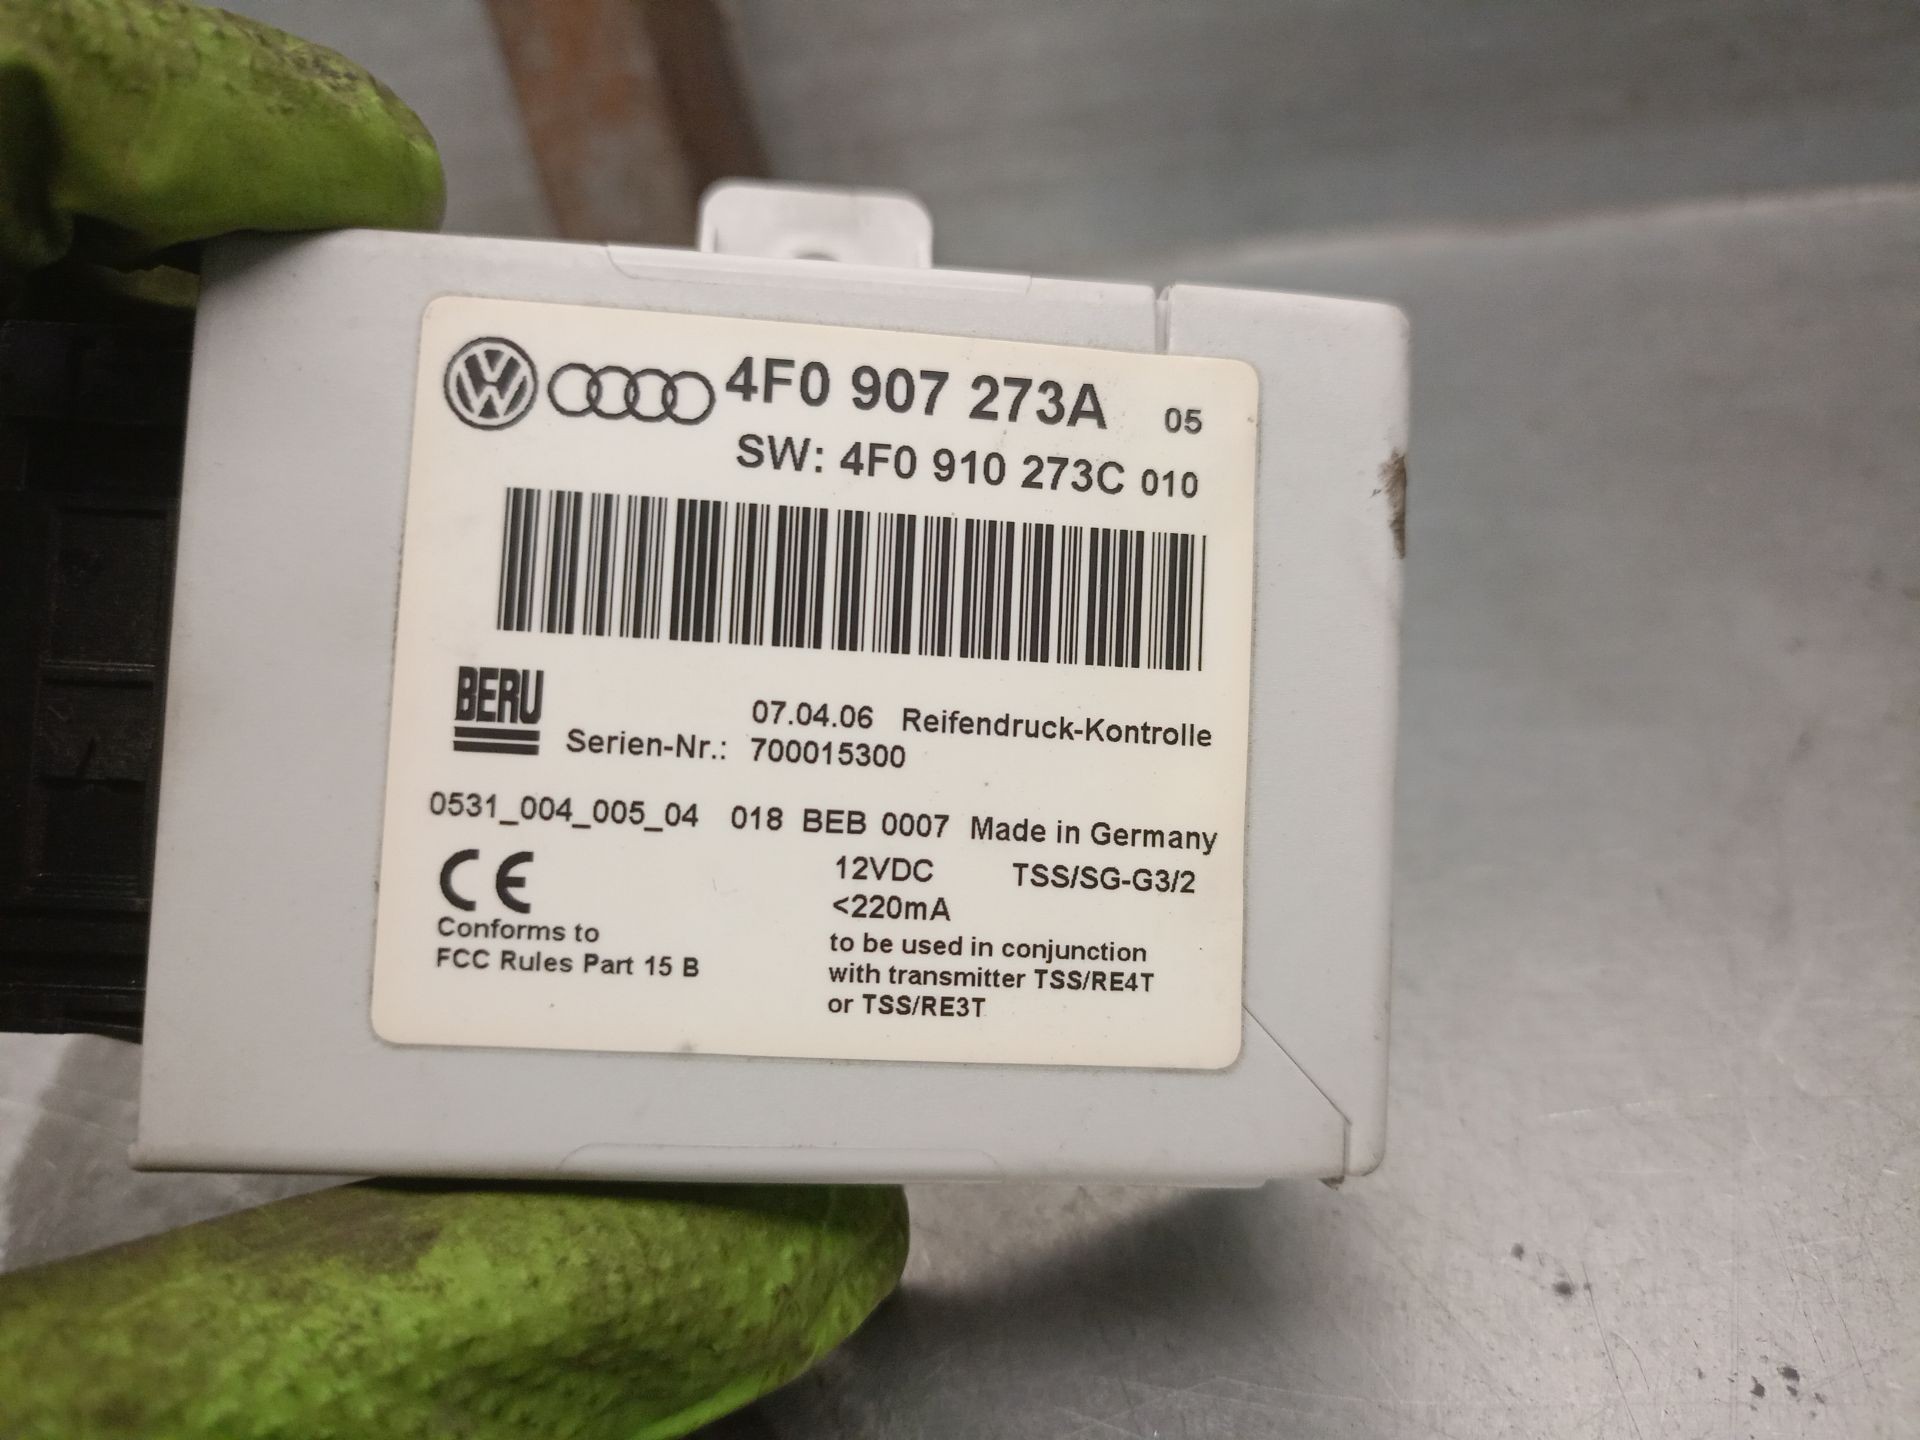 4F0 907 273A 05
SW: 4F0 910 273C 010
BERU
07.04.06 Reifendruck-Kontrolle
Serien-Nr.: 700015300
0531_004_005_04 018 BEB 0007 Made in Germany
CE 12VDC TSS/SG-G3/2
<220mA
Conforms to
FCC Rules Part 15 B
to be used in conjunction
with transmitter TSS/RE4T
or TSS/RE3T